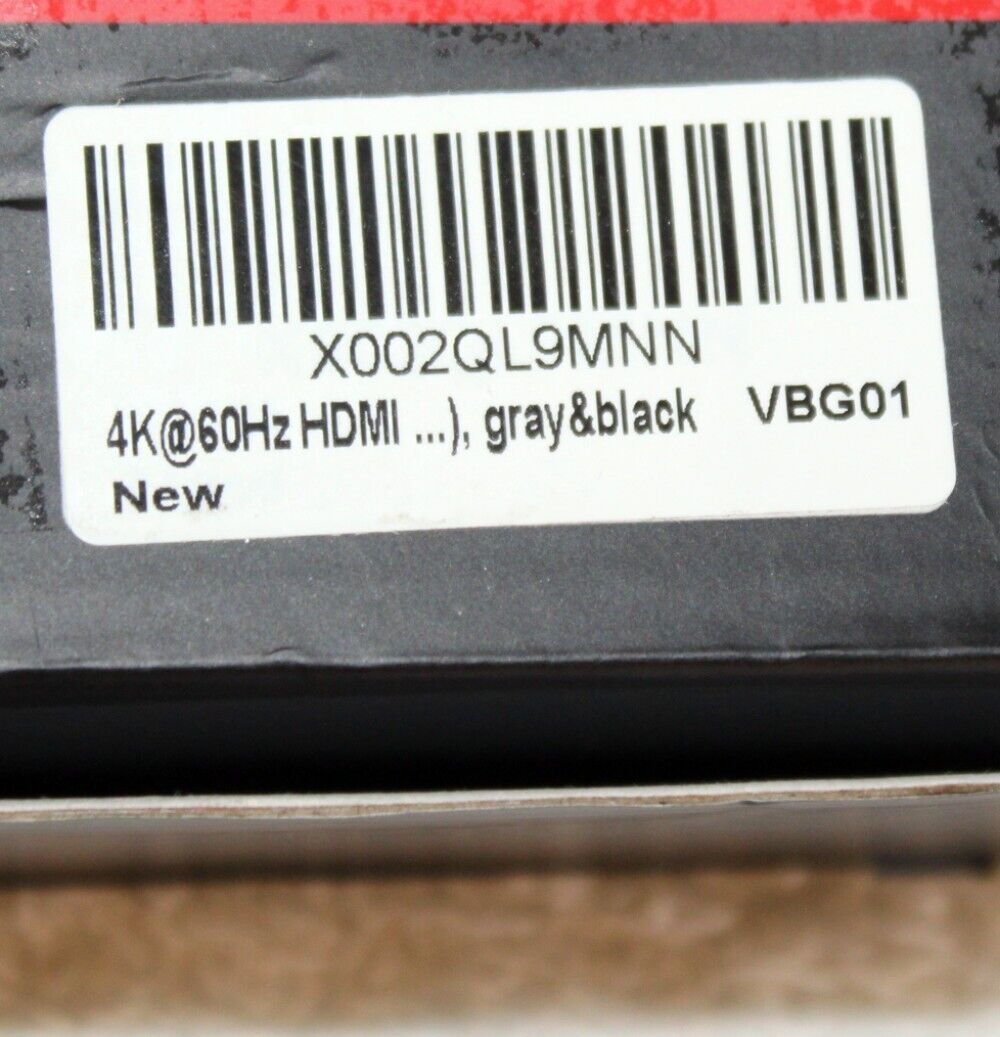 X002QL9MNN
4K@60Hz HDMI ...), gray&black VBG01
New